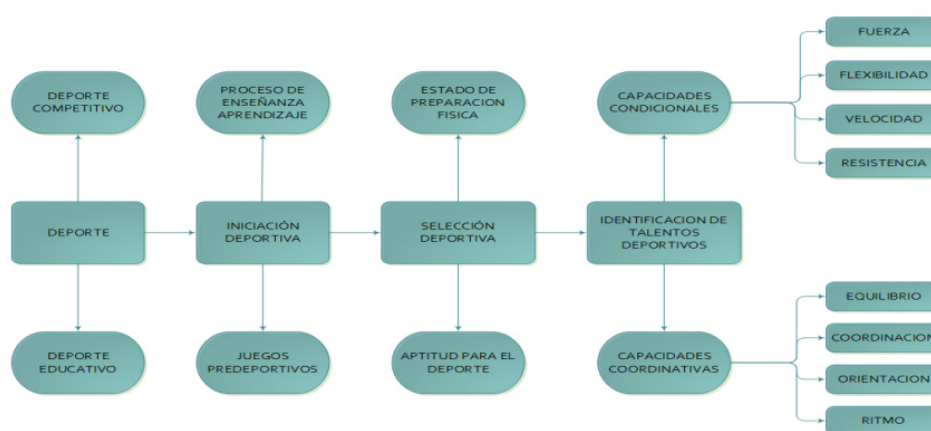 FUERZA
FLEXIBILIDAD
VELOCIDAD
RESISTENCIA
DEPORTE
COMPETITIVO
PROCESO DE
ENSEÑANZA
APRENDIZAJE
ESTADO DE
PREPARACION
FISICA
CAPACIDADES
CONDICIONALES
DEPORTE
INICIACIÓN
DEPORTIVA
SELECCIÓN
DEPORTIVA
IDENTIFICACION DE
TALENTOS
DEPORTIVOS
DEPORTE
EDUCATIVO
JUEGOS
PREDEPORTIVOS
APTITUD PARA EL
DEPORTE
CAPACIDADES
COORDINATIVAS
EQUILIBRIO
COORDINACION
ORIENTACION
RITMO